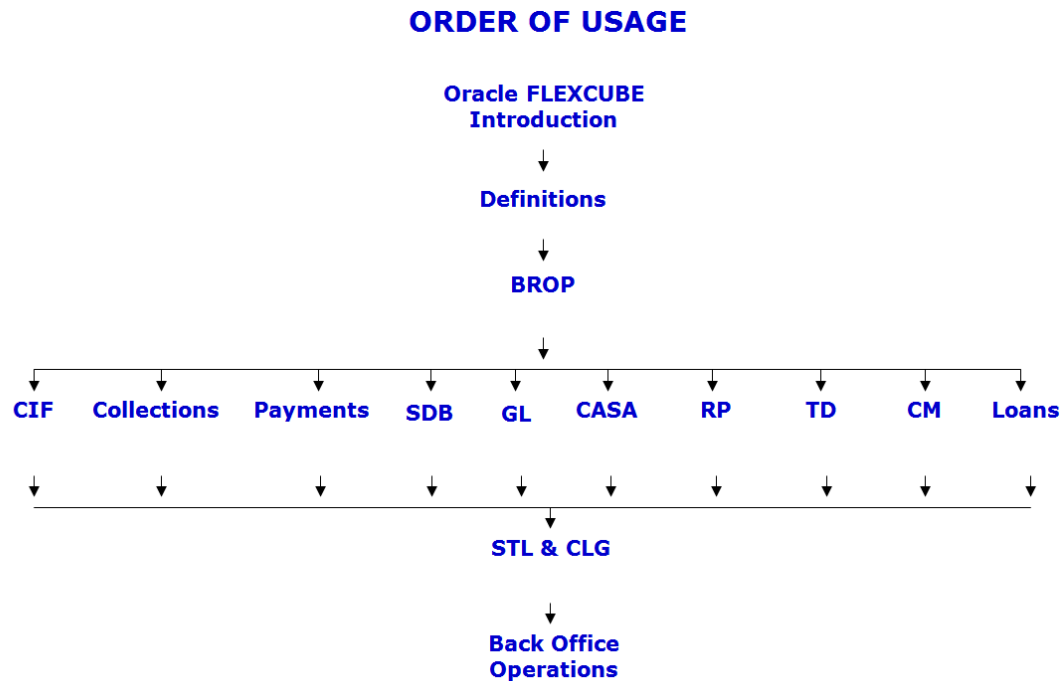 ORDER OF USAGE
Oracle FLEXCUBE
Introduction
Definitions
BROP
CIF Collections Payments SDB GL CASA RP TD CM Loans
STL & CLG
Back Office
Operations